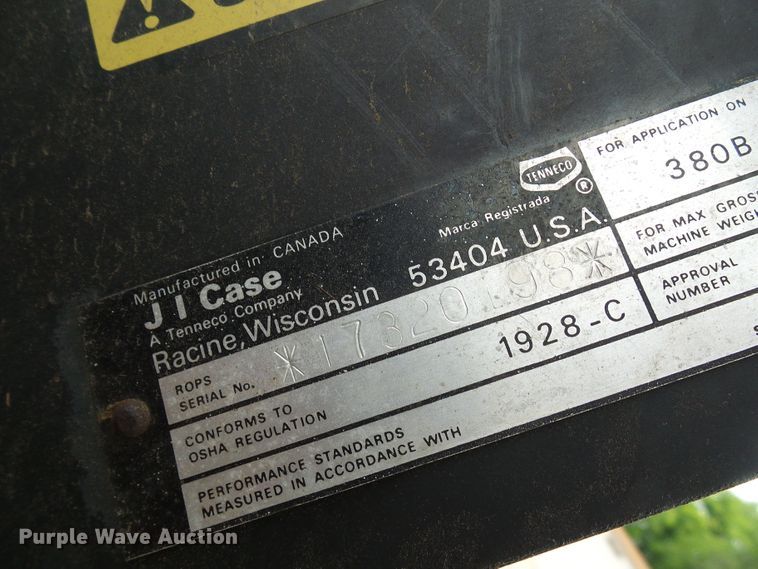 Manufactured in: CANADA
J I Case
A Tenneco Company
Racine, Wisconsin 53404 U.S.A.
Marca Registrada
TENNECO
®
ROPS
SERIAL No.
CONFORMS TO
OSHA REGULATION
1928-C
PERFORMANCE STANDARDS
MEASURED IN ACCORDANCE WITH
FOR APPLICATION ON
380B
FOR MAX GROSS
MACHINE WEIGH
APPROVAL
NUMBER
Purple Wave Auction